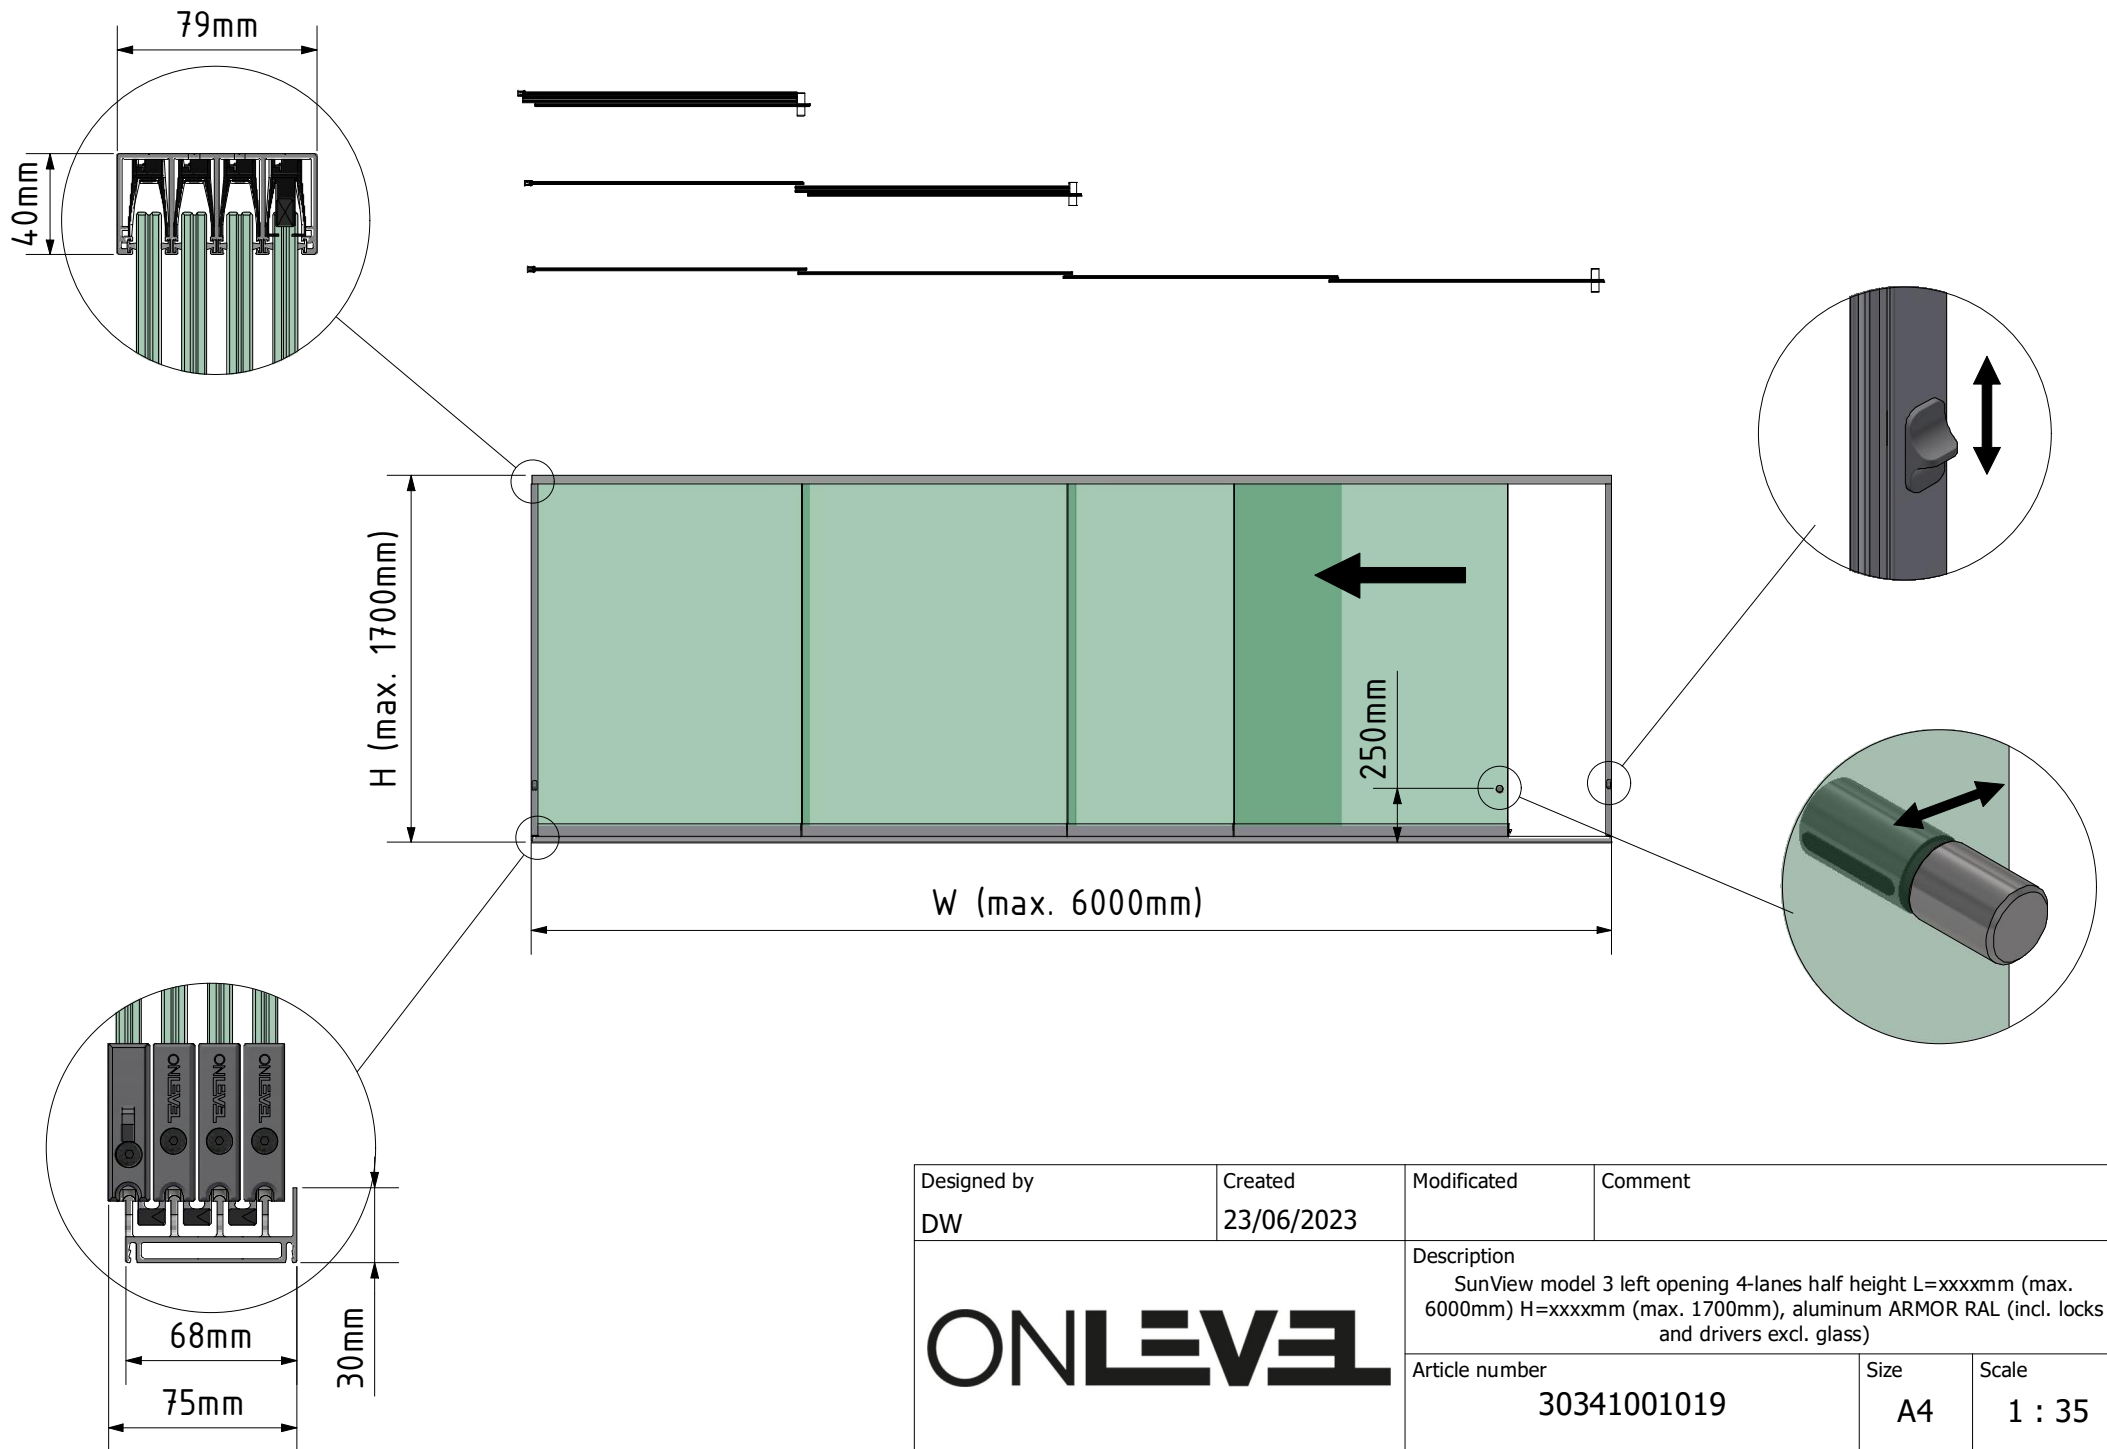 79mm
40mm
H (max. 1700mm)
250mm
W (max. 6000mm)
ONLEVEL
ONLEVEL
ONLEVEL
30mm
68mm
75mm
Designed by
DW
Created
23/06/2023
Modificated
Comment
ONLEVEL
Description
SunView model 3 left opening 4-lanes half height L=xxxxmm (max.
6000mm) H=xxxxmm (max. 1700mm), aluminum ARMOR RAL (incl. locks
and drivers excl. glass)
Article number
30341001019
Size
A4
Scale
1 : 35